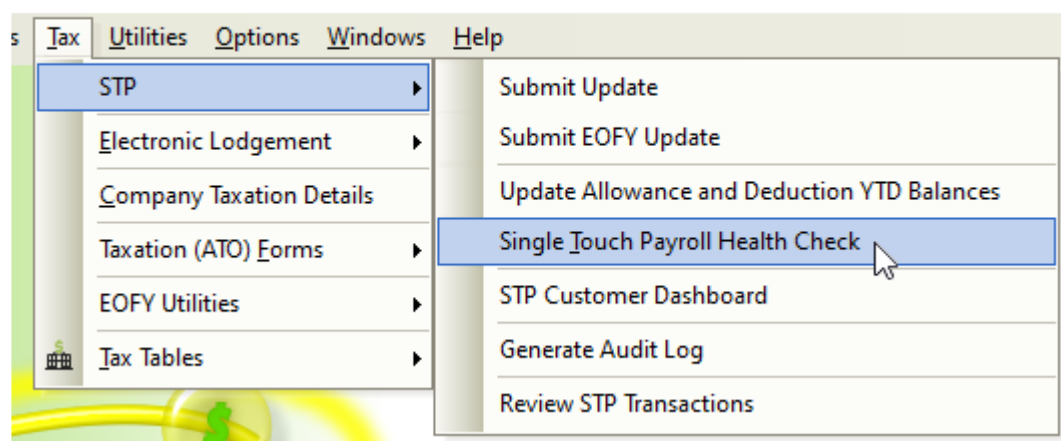 s Tax Utilities Options Windows Help
STP
Electronic Lodgement
Company Taxation Details
Taxation (ATO) Forms
EOFY Utilities
Tax Tables
Submit Update
Submit EOFY Update
Update Allowance and Deduction YTD Balances
Single Touch Payroll Health Check
STP Customer Dashboard
Generate Audit Log
Review STP Transactions